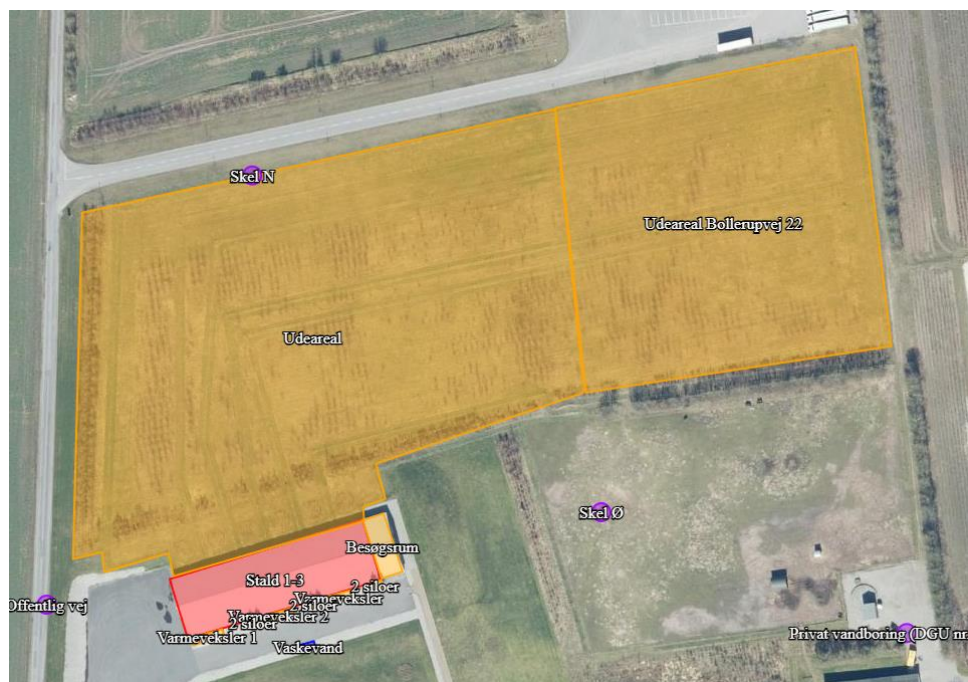 Skel N
Udeareal Bollerupvej 22
Udeareal
Skel Ø
Besøgsrum
Stald 1-3
2 siloer
Varmeveksler
2 siloer
Offentlig vej
Varmeveksler 2
2 siloer
Varmeveksler 1
Vaskevand
Privat vandboring (DGU nr.